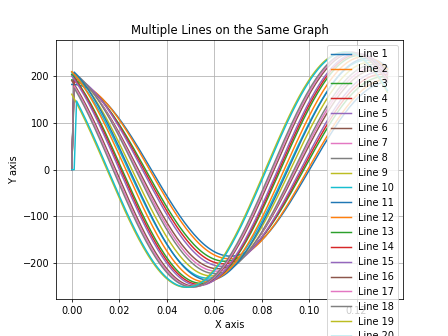 Multiple Lines on the Same Graph
Y axis
200
100
0
−100
−200
0.00
0.02
0.04
0.06
0.08
0.10
X axis
Line 1
Line 2
Line 3
Line 4
Line 5
Line 6
Line 7
Line 8
Line 9
Line 10
Line 11
Line 12
Line 13
Line 14
Line 15
Line 16
Line 17
Line 18
Line 19
Line 20